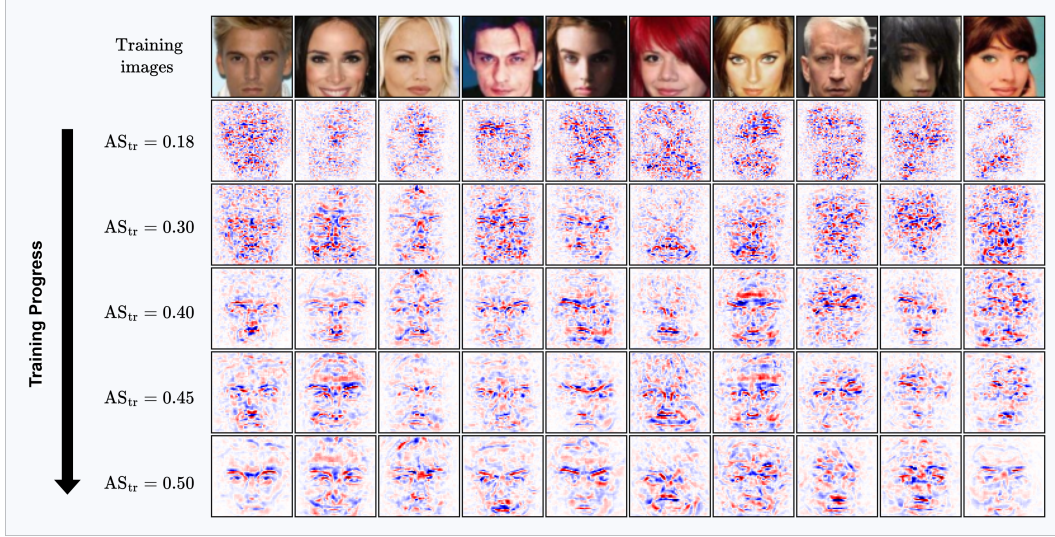 Training
images
AS_tr = 0.18
AS_tr = 0.30
AS_tr = 0.40
AS_tr = 0.45
AS_tr = 0.50
Training Progress